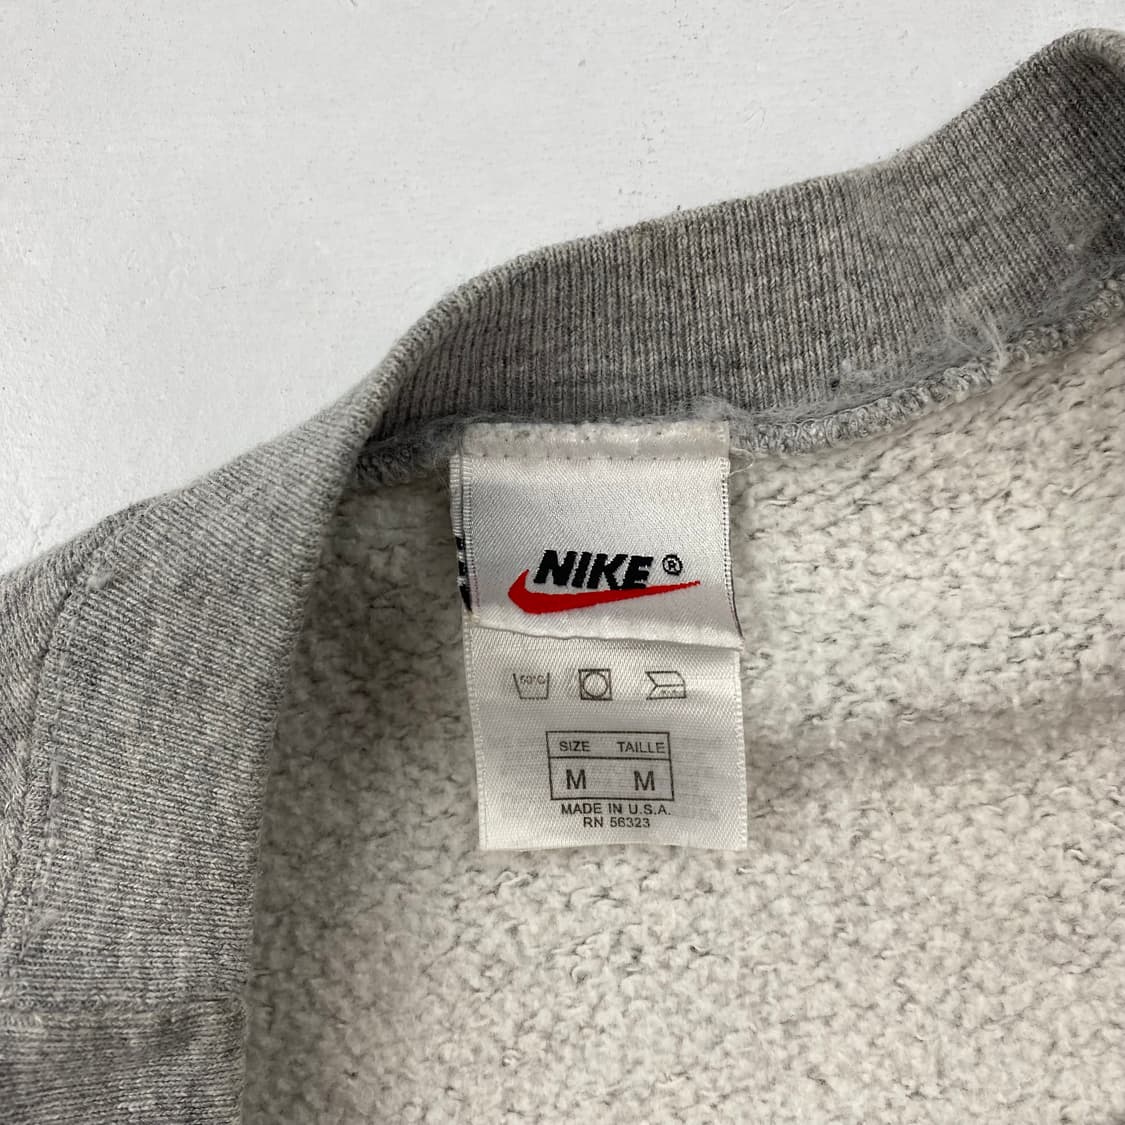 NIKE ®
50°C
SIZE TAILLE
M M
MADE IN U.S.A.
RN 56323